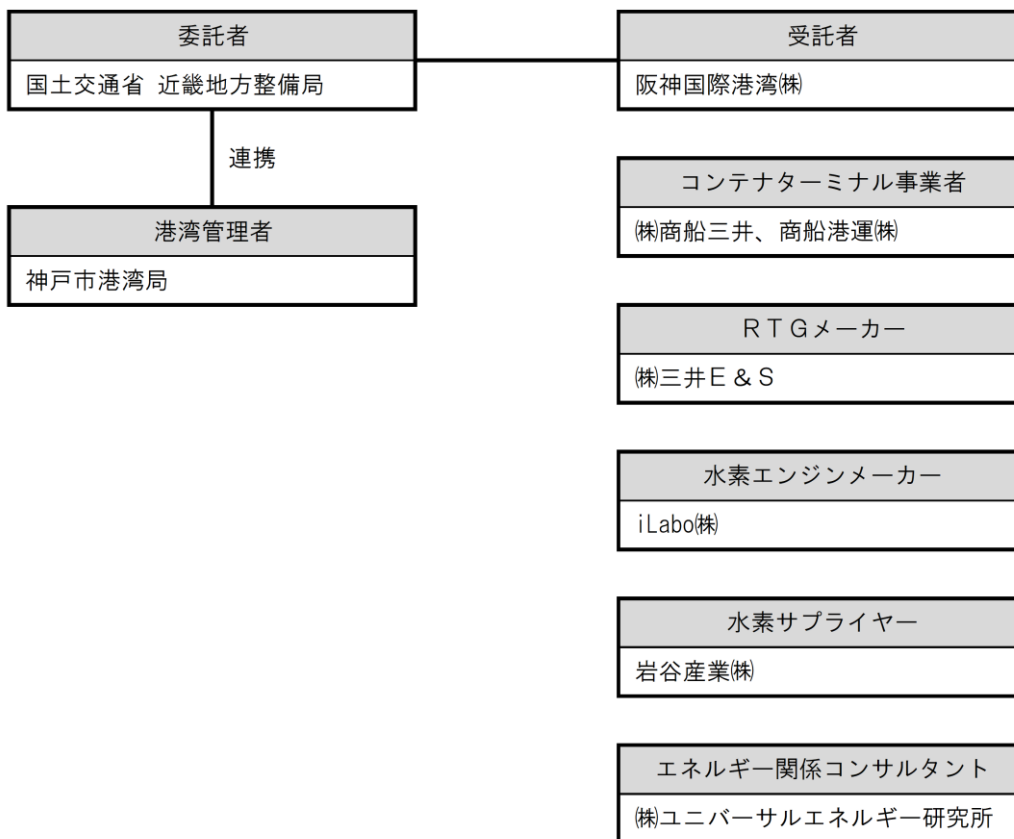 委託者
国土交通省 近畿地方整備局
連携
港湾管理者
神戸市港湾局
受託者
阪神国際港湾㈱
コンテナターミナル事業者
㈱商船三井、商船港運㈱
ＲＴＧメーカー
㈱三井Ｅ＆Ｓ
水素エンジンメーカー
iLabo㈱
水素サプライヤー
岩谷産業㈱
エネルギー関係コンサルタント
㈱ユニバーサルエネルギー研究所